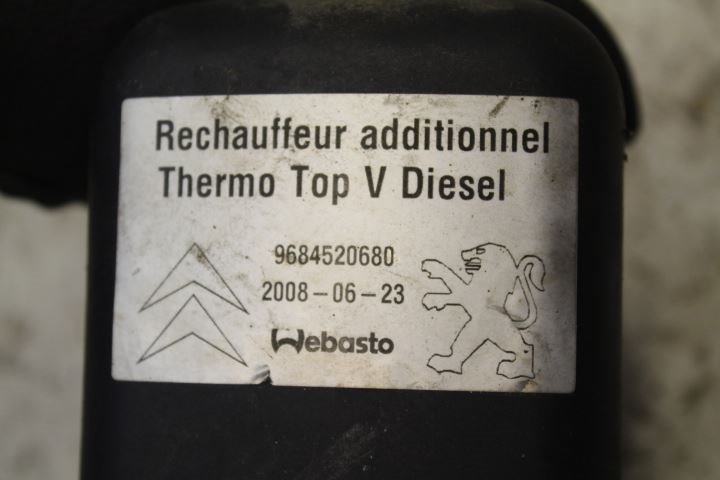 Rechauffeur additionnel
Thermo Top V Diesel
9684520680
2008-06-23
Webasto